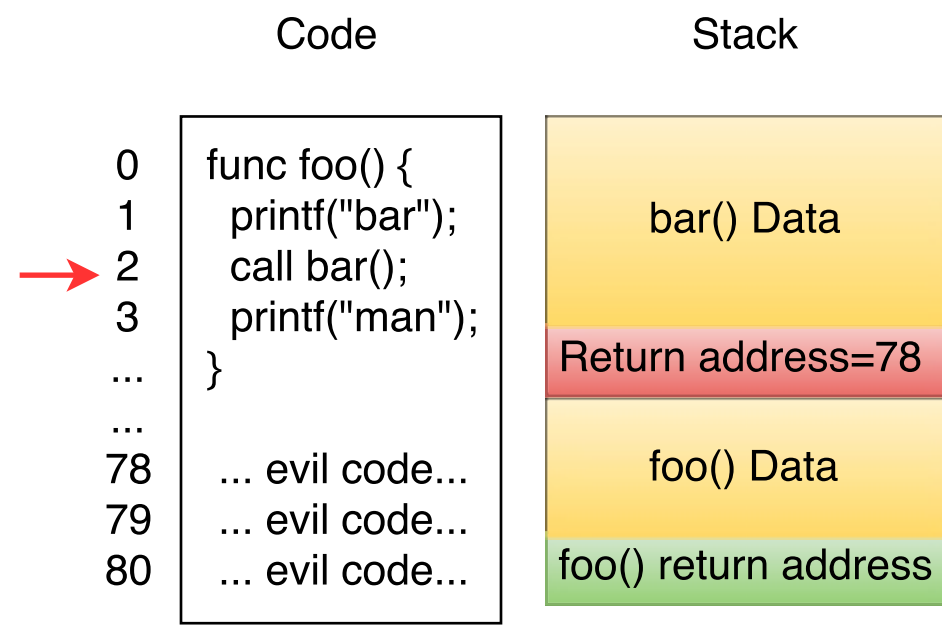 Code
Stack
0 func foo() {
1 printf("bar");
2 call bar();
3 printf("man");
... }
...
78 ... evil code...
79 ... evil code...
80 ... evil code...
bar() Data
Return address=78
foo() Data
foo() return address